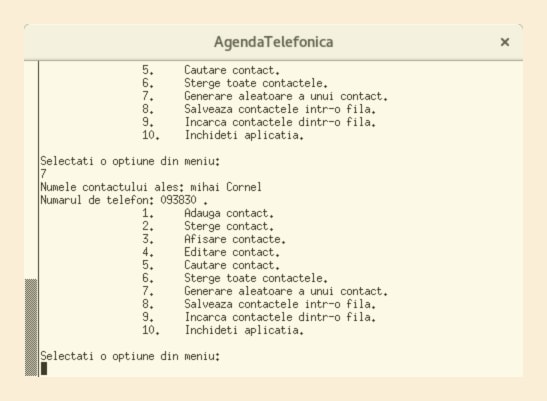 AgendaTelefonica ×
5. Cautare contact.
6. Sterge toate contactele.
7. Generare aleatoare a unui contact.
8. Salveaza contactele intr-o fila.
9. Incarca contactele dintr-o fila.
10. Inchideti aplicatia.
Selectati o optiune din meniu:
7
Numele contactului ales: mihai Cornel
Numarul de telefon: 093830 .
1. Adauga contact.
2. Sterge contact.
3. Afisare contacte.
4. Editare contact.
5. Cautare contact.
6. Sterge toate contactele.
7. Generare aleatoare a unui contact.
8. Salveaza contactele intr-o fila.
9. Incarca contactele dintr-o fila.
10. Inchideti aplicatia.
Selectati o optiune din meniu: